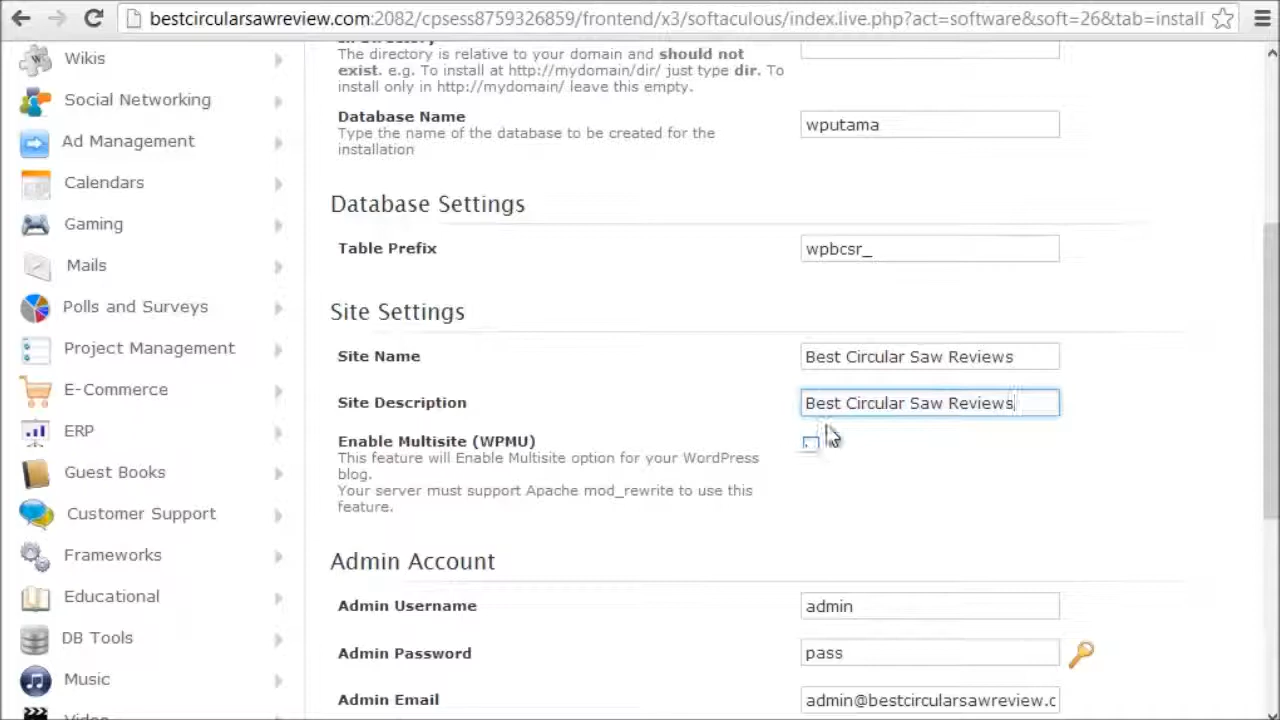 bestcircularsawreview.com:2082/cpsess8759326859/frontend/x3/softaculous/index.live.php?act=software&soft=26&tab=install
Wikis
Social Networking
Ad Management
Calendars
Gaming
Mails
Polls and Surveys
Project Management
E-Commerce
ERP
Guest Books
Customer Support
Frameworks
Educational
DB Tools
Music
Video
In Directory
The directory is relative to your domain and should not
exist. e.g. To install at http://mydomain/dir/ just type dir. To
install only in http://mydomain/ leave this empty.
Database Name
wputama
Type the name of the database to be created for the
installation
Database Settings
Table Prefix
wpbcsr_
Site Settings
Site Name
Best Circular Saw Reviews
Site Description
Best Circular Saw Reviews
Enable Multisite (WPMU)
This feature will Enable Multisite option for your WordPress
blog.
Your server must support Apache mod_rewrite to use this
feature.
Admin Account
Admin Username
admin
Admin Password
pass
Admin Email
admin@bestcircularsawreview.c